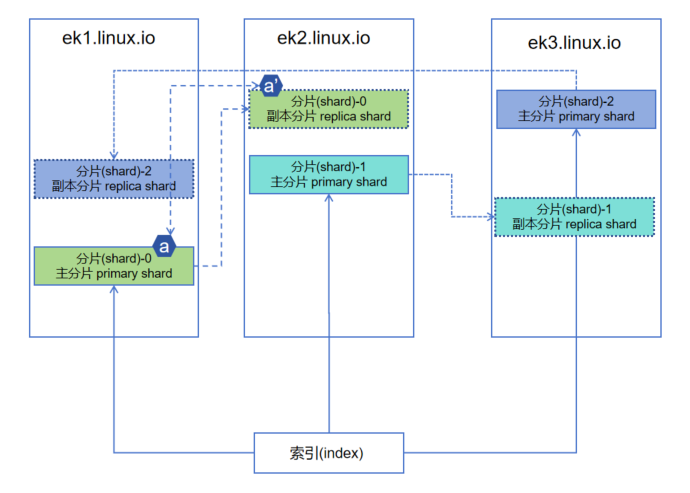 ek1.linux.io
ek2.linux.io
ek3.linux.io
a'
分片(shard)-0
副本分片 replica shard
分片(shard)-2
主分片 primary shard
分片(shard)-2
副本分片 replica shard
分片(shard)-1
主分片 primary shard
分片(shard)-1
副本分片 replica shard
a
分片(shard)-0
主分片 primary shard
索引(index)